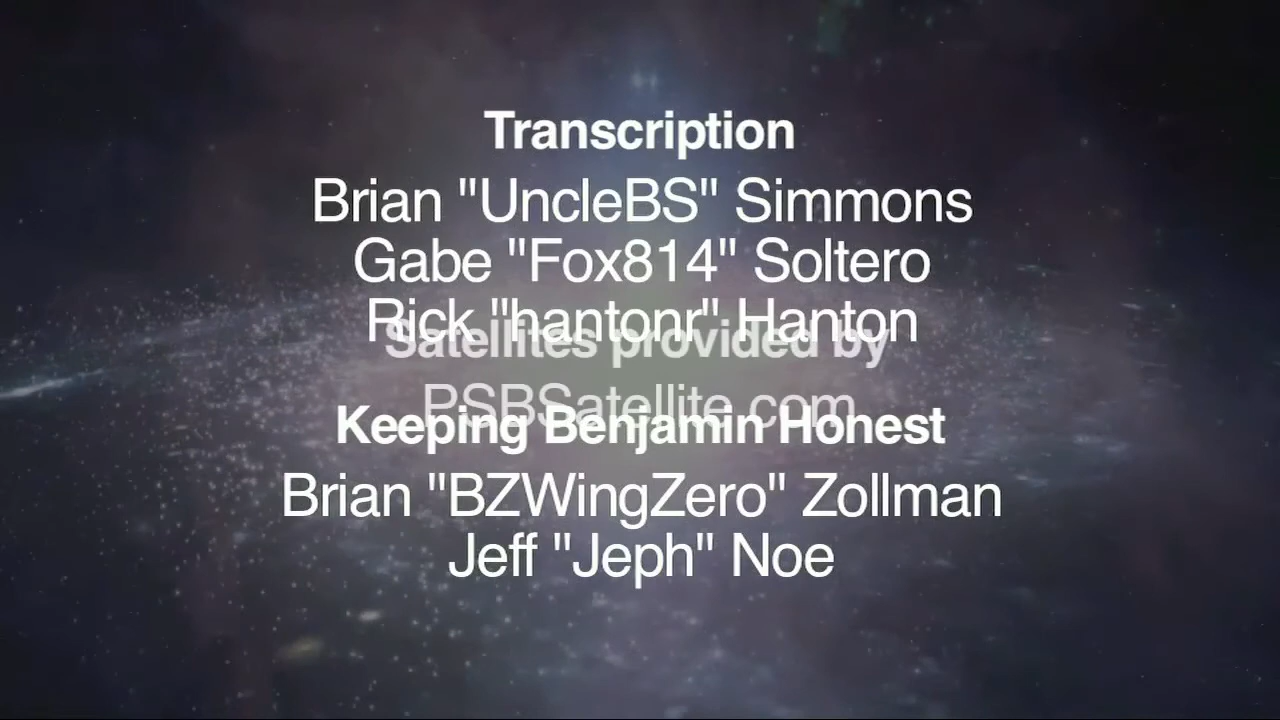 Transcription
Brian "UncleBS" Simmons
Gabe "Fox814" Soltero
Rick "hantonr" Hanton
Satellites provided by
PSBSatellite.com
Keeping Benjamin Honest
Brian "BZWingZero" Zollman
Jeff "Jeph" Noe